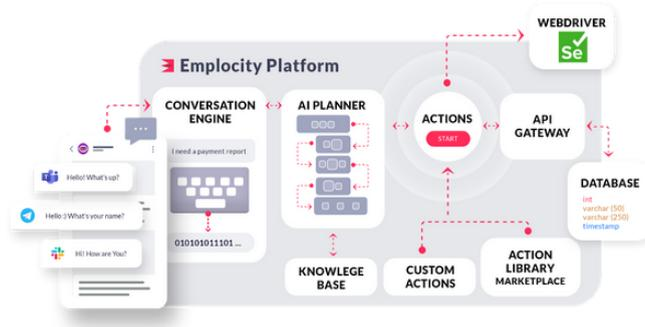 WEBDRIVER
Se
Emplocity Platform
CONVERSATION
ENGINE
I need a payment report
010101011101 ...
AI PLANNER
ACTIONS
START
API
GATEWAY
DATABASE
int
varchar (50)
varchar (250)
timestamp
Hello! What's up?
Hello :) What's your name?
Hi! How are You?
KNOWLEGE
BASE
CUSTOM
ACTIONS
ACTION
LIBRARY
MARKETPLACE